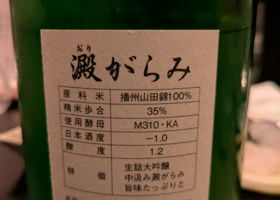 おり
澱がらみ
原料米 播州山田錦100%
精米歩合 35%
使用酵母 M310・KA
日本酒度 -1.0
酸度 1.2
特徴 生詰大吟醸
中汲み澱がらみ
旨味たっぷりと